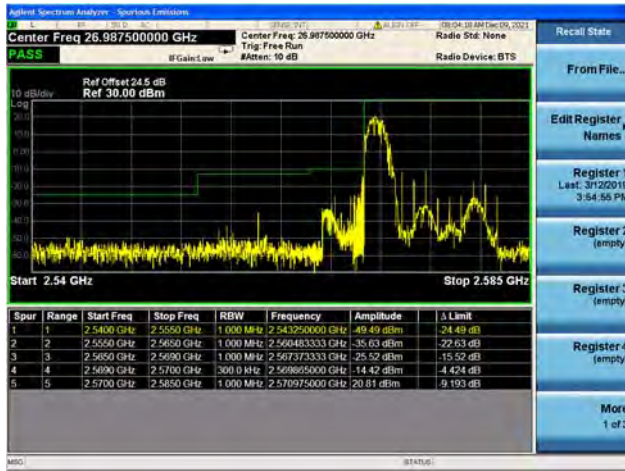 Agilent Spectrum Analyzer - Spurious Emissions
08:04:18 AM Dec 09, 2021
Center Freq 26.987500000 GHz
Center Freq: 26.987500000 GHz
Radio Std: None
PASS
IFGain:Low
Trig: Free Run
#Atten: 10 dB
Radio Device: BTS
Ref Offset 24.5 dB
10 dB/div
Ref 30.00 dBm
Log
Start 2.54 GHz
Stop 2.585 GHz
Spur Range Start Freq Stop Freq RBW Frequency Amplitude Δ Limit
1 1 2.5400 GHz 2.5550 GHz 1.000 MHz 2.543250000 GHz -49.49 dBm -24.49 dB
2 2 2.5550 GHz 2.5650 GHz 1.000 MHz 2.560483333 GHz -35.63 dBm -22.63 dB
3 3 2.5650 GHz 2.5690 GHz 1.000 MHz 2.567373333 GHz -25.52 dBm -15.52 dB
4 4 2.5690 GHz 2.5700 GHz 300.0 kHz 2.569865000 GHz -14.42 dBm -4.424 dB
5 5 2.5700 GHz 2.5850 GHz 1.000 MHz 2.570975000 GHz 20.81 dBm -9.193 dB
MSG
STATUS
Recall State
From File..
Edit Register
Names
Register 1
Last: 3/12/2019
3:54:55 PM
Register 2
(empty
Register 3
(empty
Register 4
(empty
More
1 of